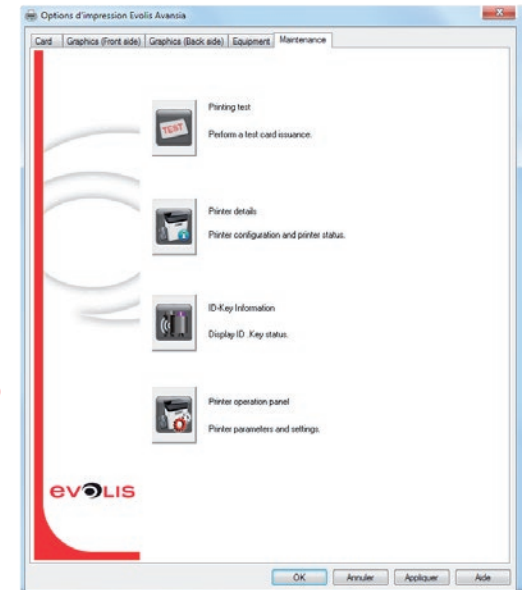 Options d'impression Evolis Avansia
Card Graphics (Front side) Graphics (Back side) Equipment Maintenance
TEST
Printing test
Perform a test card issuance.
Printer details
Printer configuration and printer status.
ID-Key Information
Display ID .Key status.
Printer operation panel
Printer parameters and settings.
evolis
OK Annuler Appliquer Aide